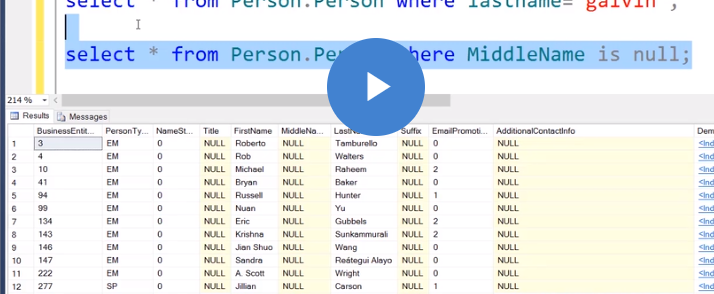 select * from Person.Person where lastname='galvin';
select * from Person. where MiddleName is null;
214 %
Results Messages
BusinessEntit... PersonTy... NameSt... Title FirstName MiddleNa... Suffix EmailPromoti... AdditionalContactInfo Dem
1 3 EM 0 NULL Roberto NULL Tamburello NULL 0 NULL <Ind
2 4 EM 0 NULL Rob NULL Walters NULL 0 NULL <Ind
3 10 EM 0 NULL Michael NULL Raheem NULL 2 NULL <Ind
4 41 EM 0 NULL Bryan NULL Baker NULL 0 NULL <Ind
5 94 EM 0 NULL Russell NULL Hunter NULL 1 NULL <Ind
6 99 EM 0 NULL Nuan NULL Yu NULL 0 NULL <Ind
7 134 EM 0 NULL Eric NULL Gubbels NULL 2 NULL <Ind
8 143 EM 0 NULL Krishna NULL Sunkammurali NULL 2 NULL <Ind
9 146 EM 0 NULL Jian Shuo NULL Wang NULL 0 NULL <Ind
10 147 EM 0 NULL Sandra NULL Reátegui Alayo NULL 0 NULL <Ind
11 222 EM 0 NULL A. Scott NULL Wright NULL 0 NULL <Ind
12 277 SP 0 NULL Jillian NULL Carson NULL 1 NULL <Ind